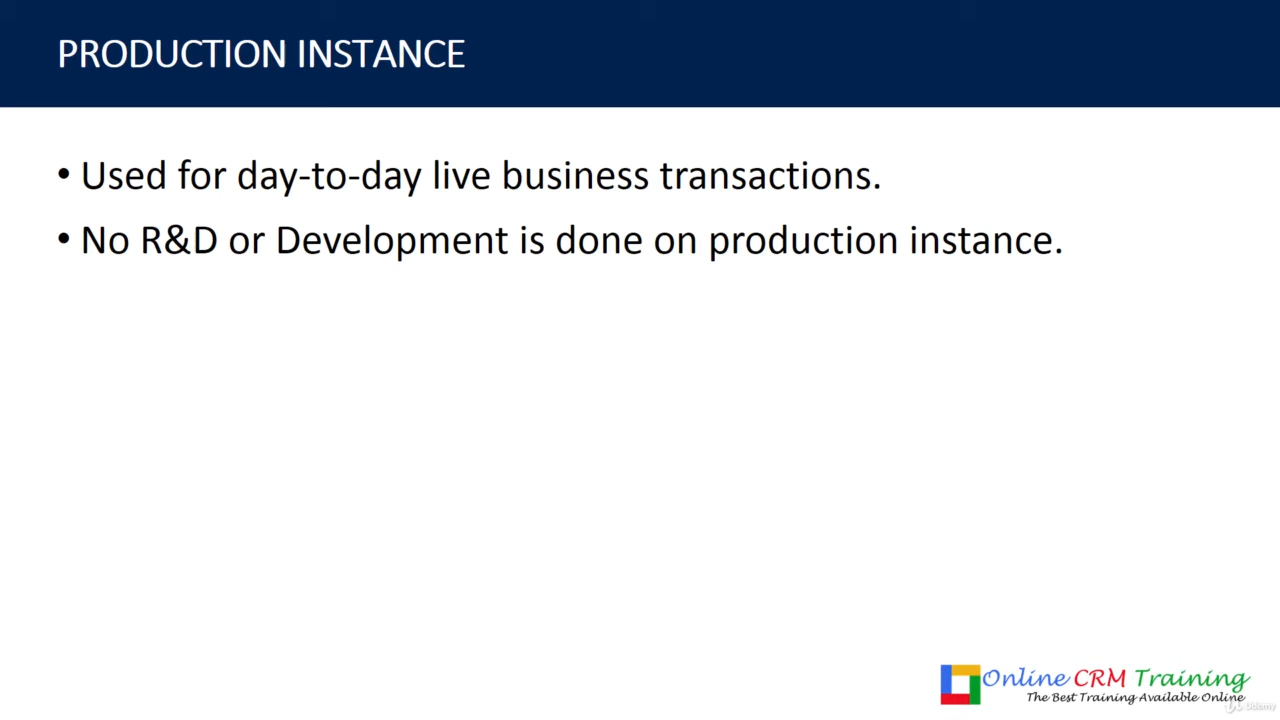 PRODUCTION INSTANCE
• Used for day-to-day live business transactions.
• No R&D or Development is done on production instance.
Online CRM Training
The Best Training Available Online
Udemy